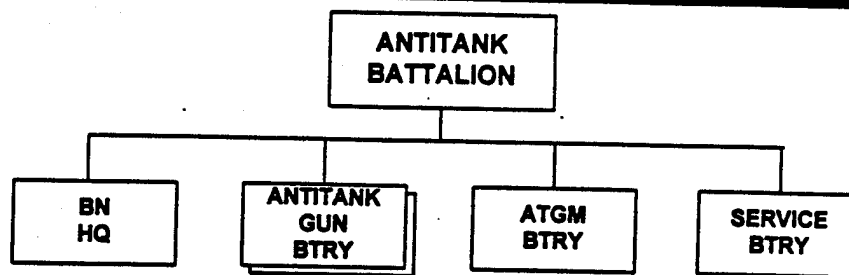 ANTITANK
BATTALION
BN
HQ
ANTITANK
GUN
BTRY
ATGM
BTRY
SERVICE
BTRY